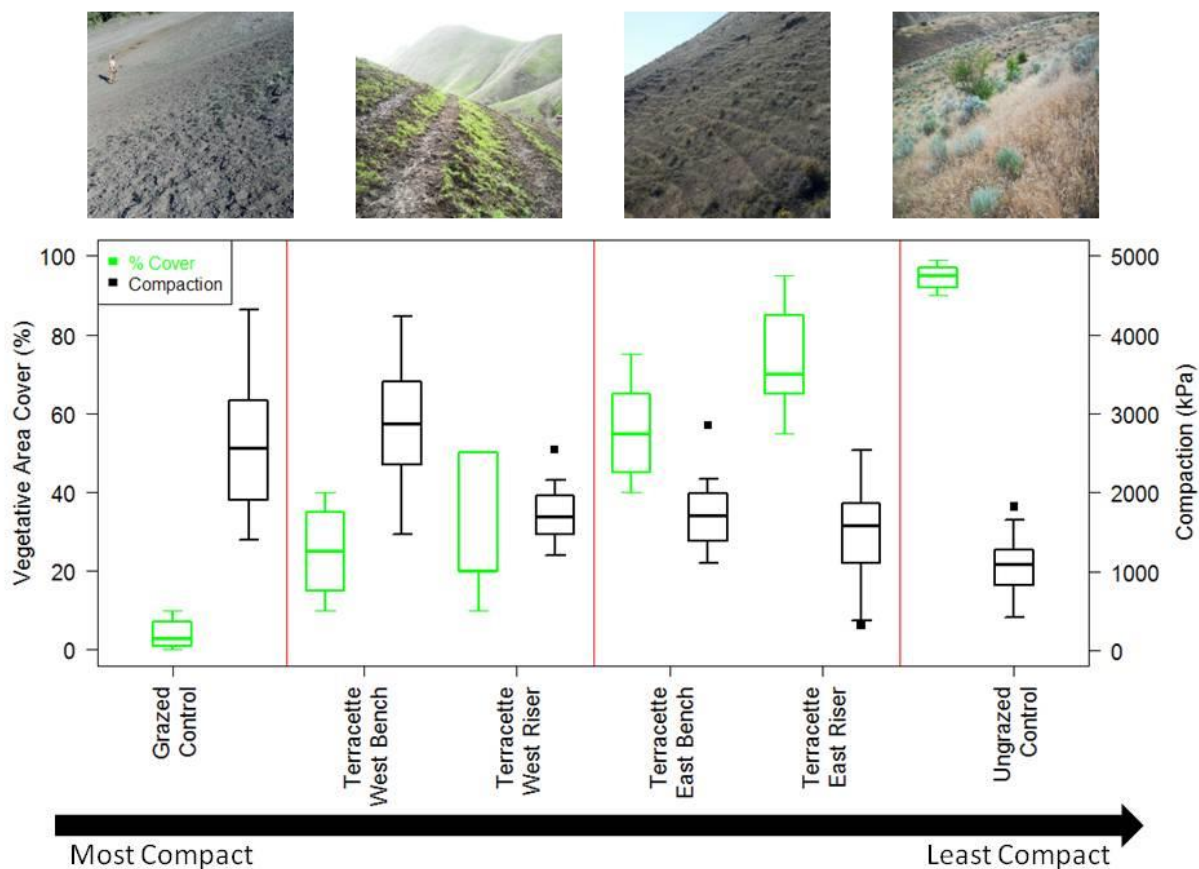 % Cover
Compaction
Vegetative Area Cover (%)
100
80
60
40
20
0
5000
4000
3000
2000
1000
0
Compaction (kPa)
Grazed
Control
Terracette
West Bench
Terracette
West Riser
Terracette
East Bench
Terracette
East Riser
Ungrazed
Control
Most Compact
Least Compact